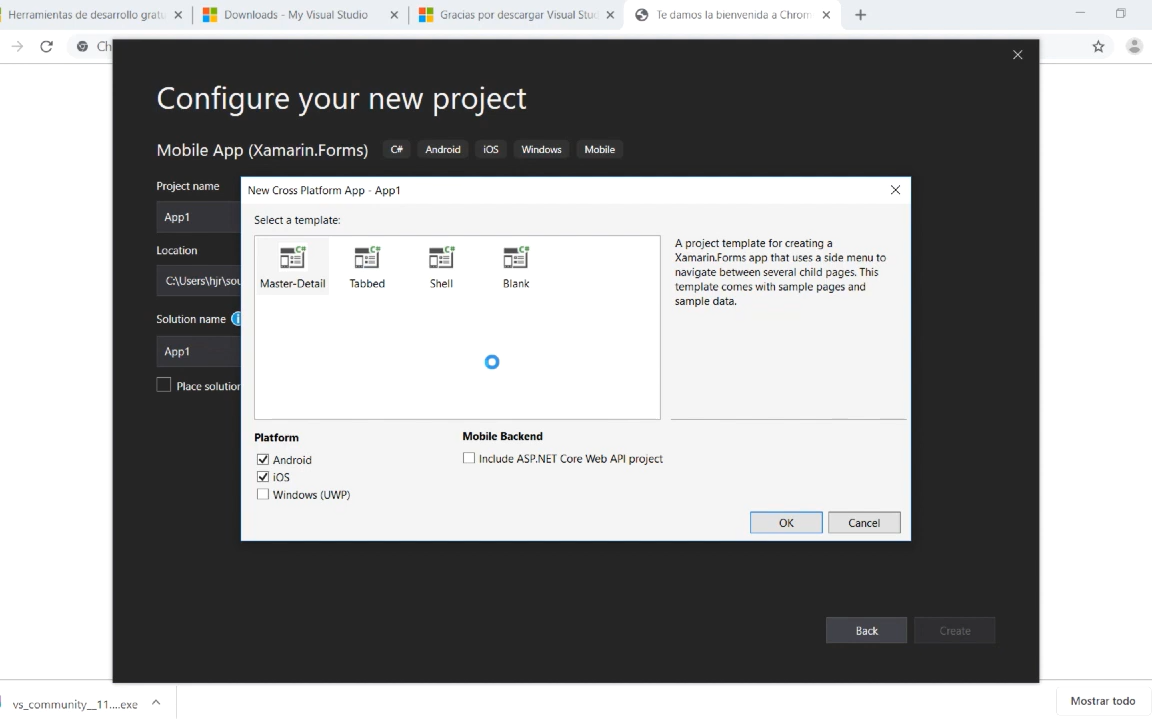 Herramientas de desarrollo gratu
Downloads - My Visual Studio
Gracias por descargar Visual Stu
Te damos la bienvenida a Chrom
Ch
Configure your new project
Mobile App (Xamarin.Forms) C# Android iOS Windows Mobile
Project name
App1
Location
C:\Users\hjr\sou
Solution name
App1
Place solution
New Cross Platform App - App1
Select a template:
Master-Detail Tabbed Shell Blank
A project template for creating a
Xamarin.Forms app that uses a side menu to
navigate between several child pages. This
template comes with sample pages and
sample data.
Platform
Android
iOS
Windows (UWP)
Mobile Backend
Include ASP.NET Core Web API project
OK Cancel
Back Create
vs_community__11....exe
Mostrar todo